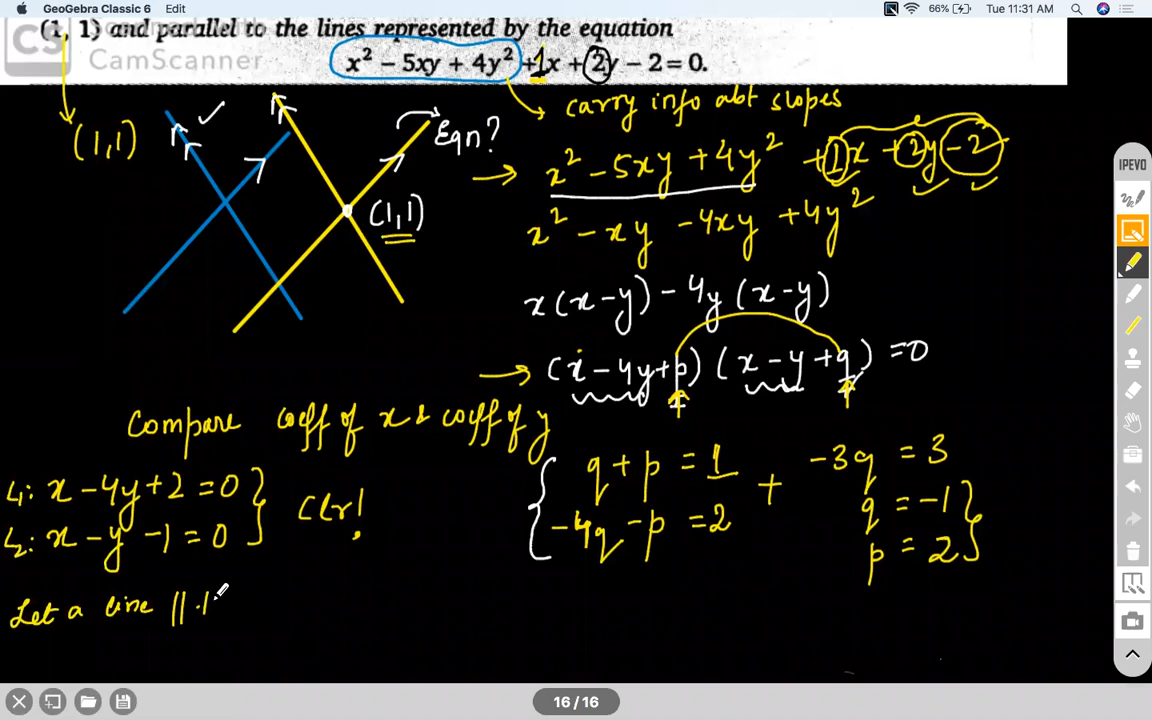 GeoGebra Classic 6 Edit 66% Tue 11:31 AM
(1, 1) and parallel to the lines represented by the equation
CS CamScanner
x² − 5xy + 4y² + 1x + 2y − 2 = 0.
carry info abt slopes
(1,1)
Eqn?
(1,1)
x² − 5xy + 4y² + 1x + 2y − 2
x² − xy − 4xy + 4y²
x(x−y) − 4y(x−y)
(x − 4y + p)(x − y + q) = 0
Compare coeff of x & coeff of y
q + p = 1
−4q − p = 2
+
−3q = 3
q = −1
p = 2
L₁: x − 4y + 2 = 0
L₂: x − y − 1 = 0
Clr!
Let a line ||
IPEVO
16 / 16